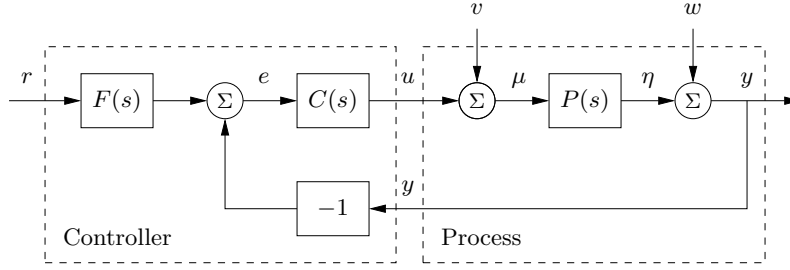 v
w
r
F(s)
Σ
e
C(s)
u
Σ
μ
P(s)
η
Σ
y
−1
y
Controller
Process